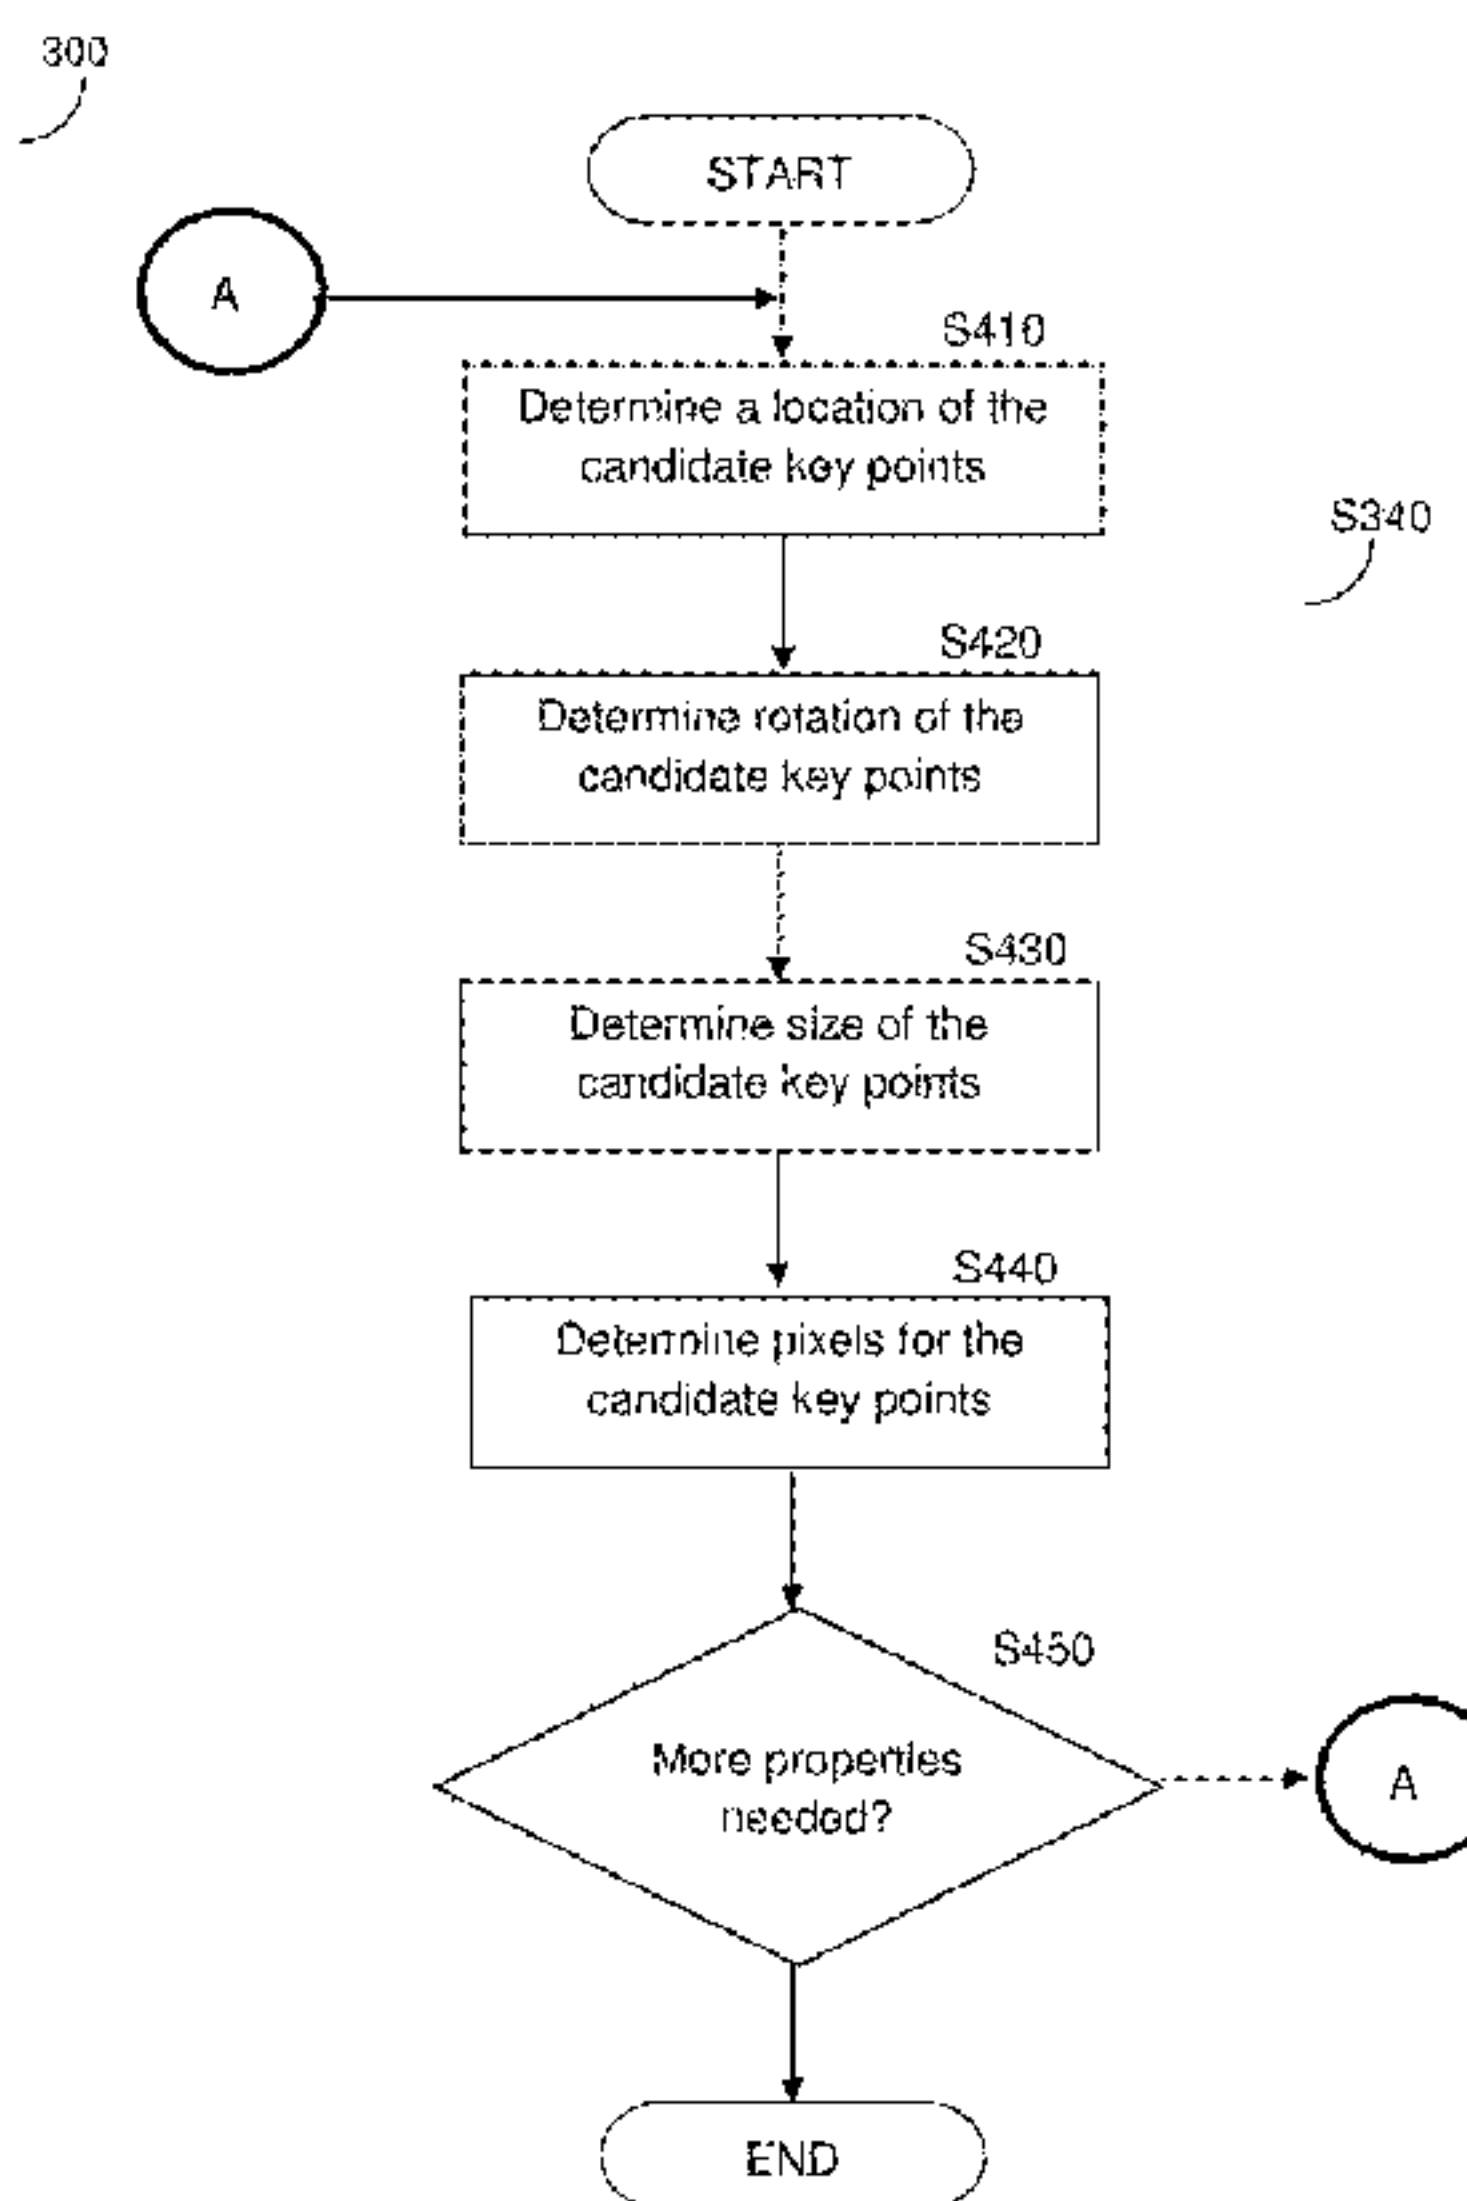 300
START
A
S410
Determine a location of the
candidate key points
S340
S420
Determine rotation of the
candidate key points
S430
Determine size of the
candidate key points
S440
Determine pixels for the
candidate key points
S450
More properties
needed?
A
END